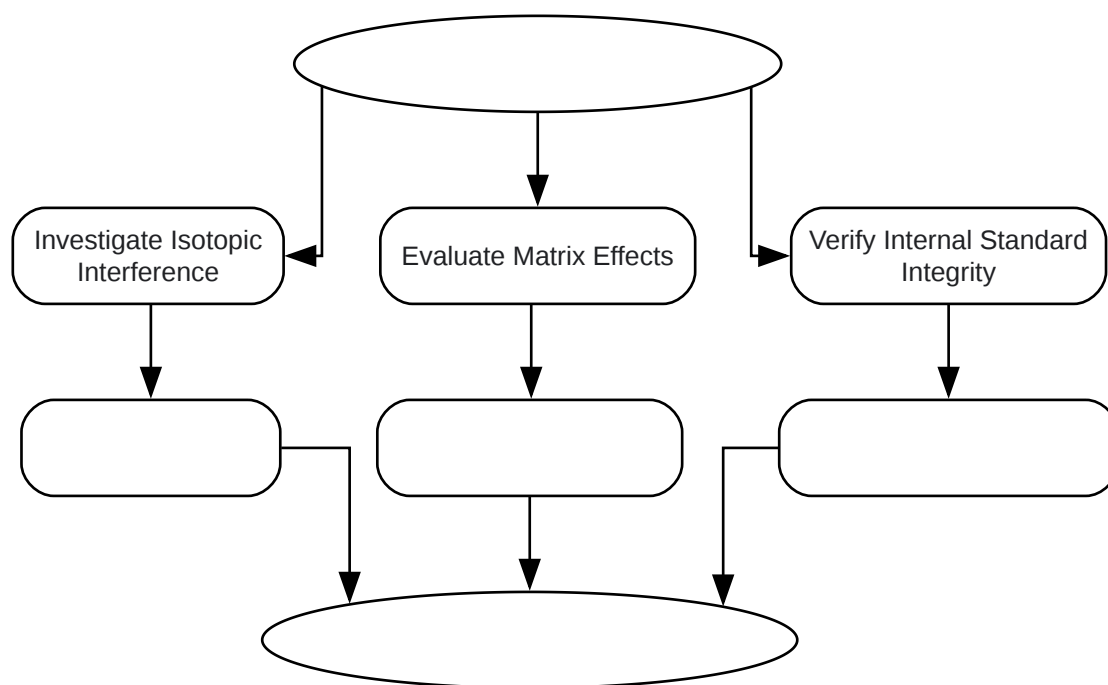 Investigate Isotopic
Interference
Evaluate Matrix Effects
Verify Internal Standard
Integrity